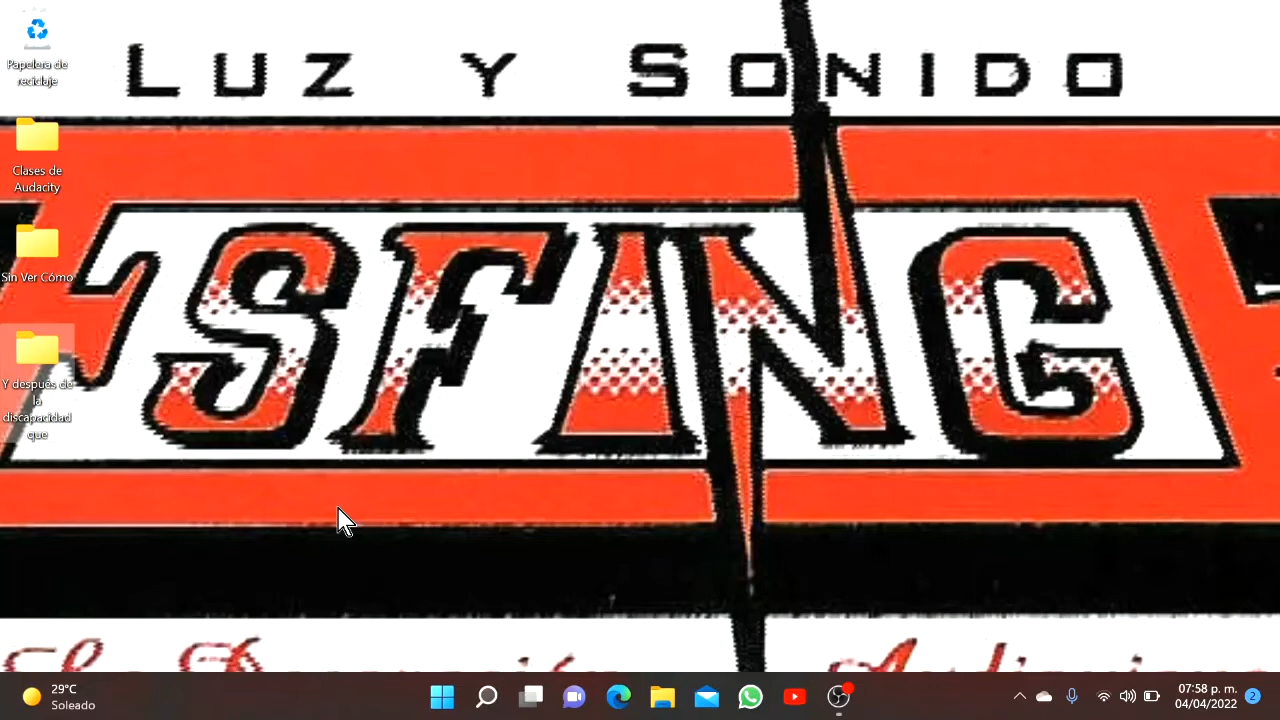 LUZ Y SONIDO
SFING
Papelera de
reciclaje
Clases de
Audacity
Sin Ver Cómo
Y después de
la
discapacidad
que
29°C
Soleado
07:58 p. m.
04/04/2022
2